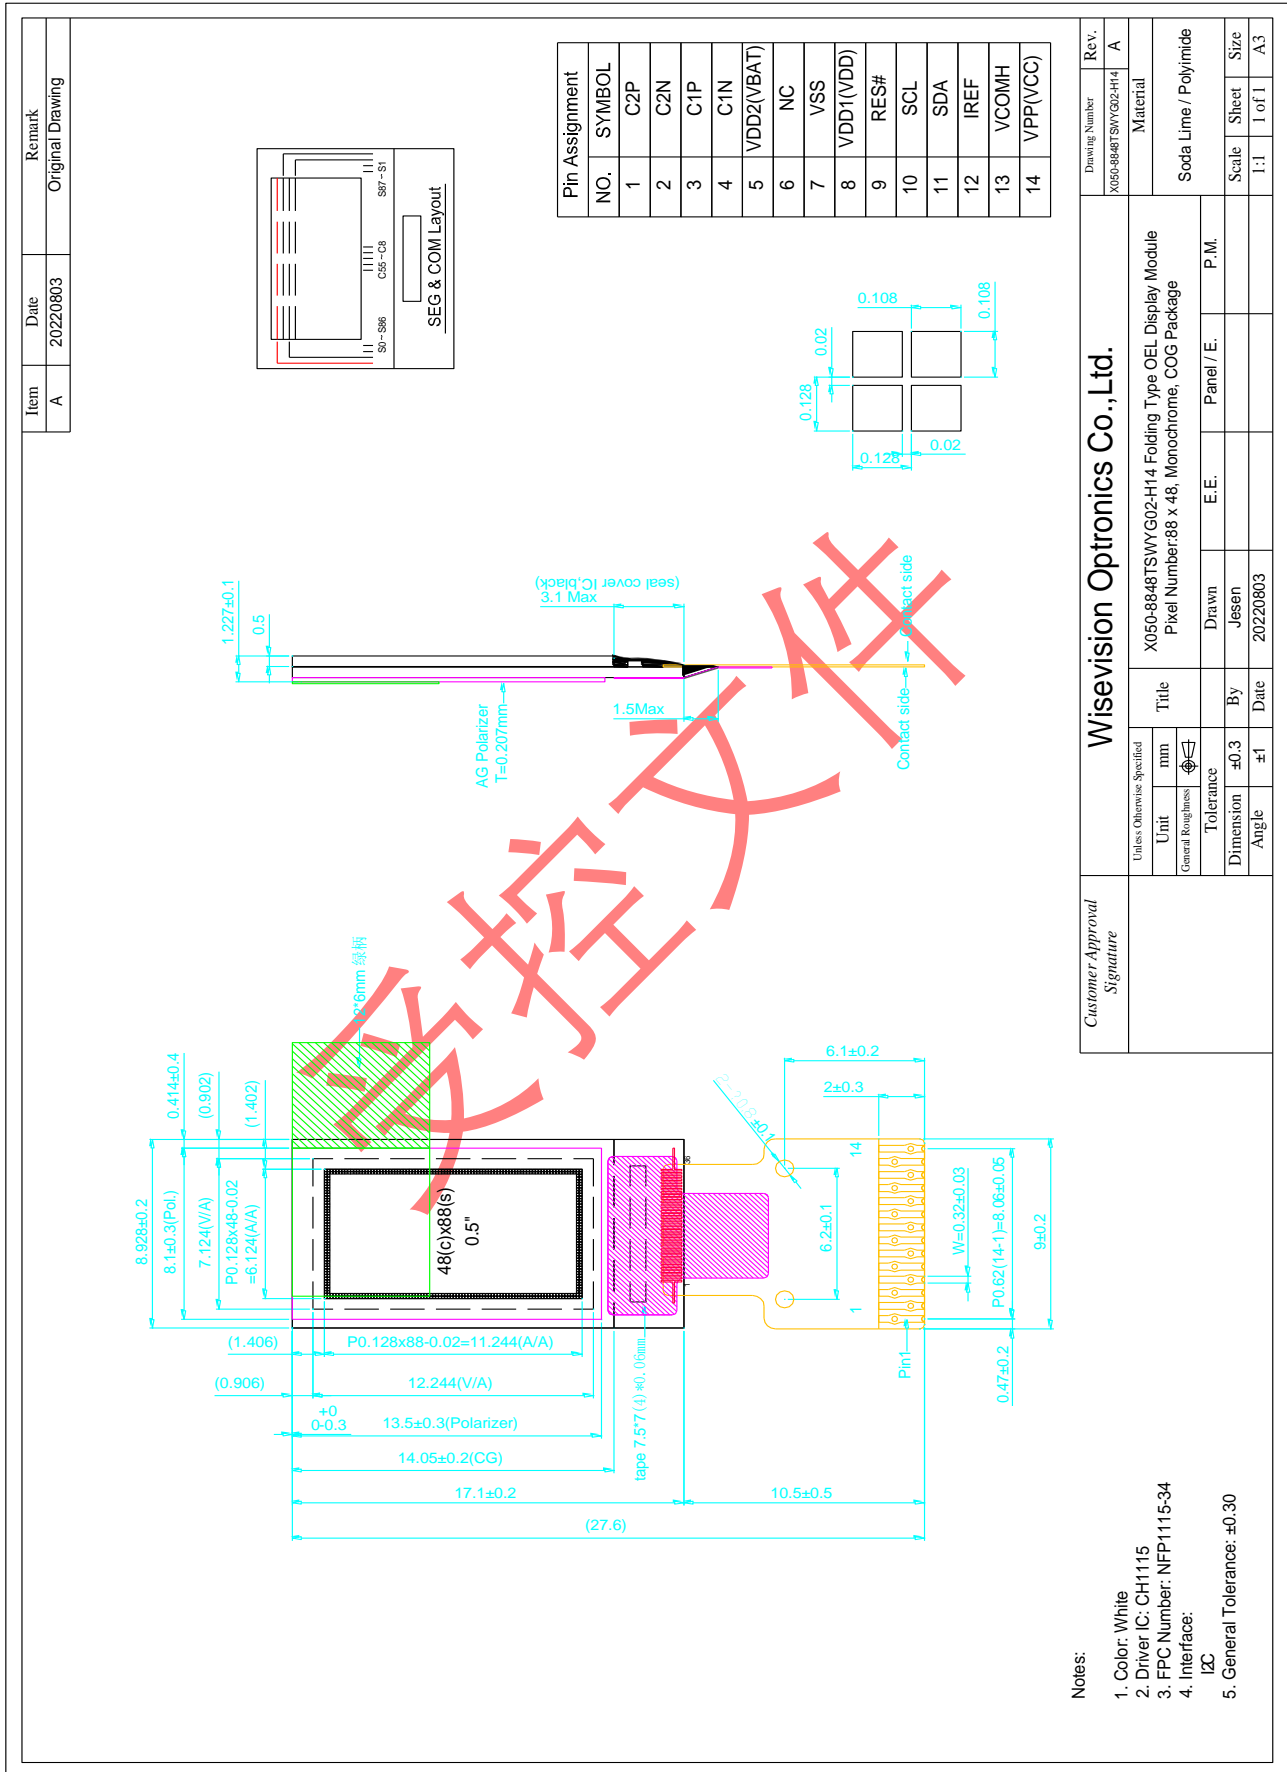 Item Date Remark
A 20220803 Original Drawing
S0~S86 C55~C8 S87~S1
SEG & COM Layout
Pin Assignment
NO. SYMBOL
1 C2P
2 C2N
3 C1P
4 C1N
5 VDD2(VBAT)
6 NC
7 VSS
8 VDD1(VDD)
9 RES#
10 SCL
11 SDA
12 IREF
13 VCOMH
14 VPP(VCC)
0.128
0.02
0.108
0.128
0.02
0.108
1.227±0.1
0.5
AG Polarizer
T=0.207mm
3.1 Max
(seal cover IC,black)
1.5Max
Contact side
Contact side
受控文件
8.928±0.2
8.1±0.3(Pol.)
7.124(V/A)
P0.128x48-0.02
=6.124(A/A)
0.414±0.4
(0.902)
(1.402)
48(c)x88(s)
0.5"
(1.406)
P0.128x88-0.02=11.244(A/A)
(0.906)
12.244(V/A)
+0
0-0.3
13.5±0.3(Polarizer)
14.05±0.2(CG)
17.1±0.2
10.5±0.5
(27.6)
tape 7.5*7(4)*0.06mm
6.1±0.2
2±0.3
6.2±0.1
1 14
Pin1
W=0.32±0.03
P0.62(14-1)=8.06±0.05
0.47±0.2
9±0.2
Notes:
1. Color: White
2. Driver IC: CH1115
3. FPC Number: NFP1115-34
4. Interface:
I2C
5. General Tolerance: ±0.30
Customer Approval
Signature
Wisevision Optronics Co.,Ltd.
Drawing Number Rev.
X050-8848TSWYG02-H14 A
Unless Otherwise Specified
Unit mm
General Roughness
Tolerance
Dimension ±0.3
Angle ±1
Title
X050-8848TSWYG02-H14 Folding Type OEL Display Module
Pixel Number:88 x 48, Monochrome, COG Package
Material
Soda Lime / Polyimide
Drawn E.E. Panel / E. P.M.
By Jesen
Date 20220803
Scale Sheet Size
1:1 1 of 1 A3